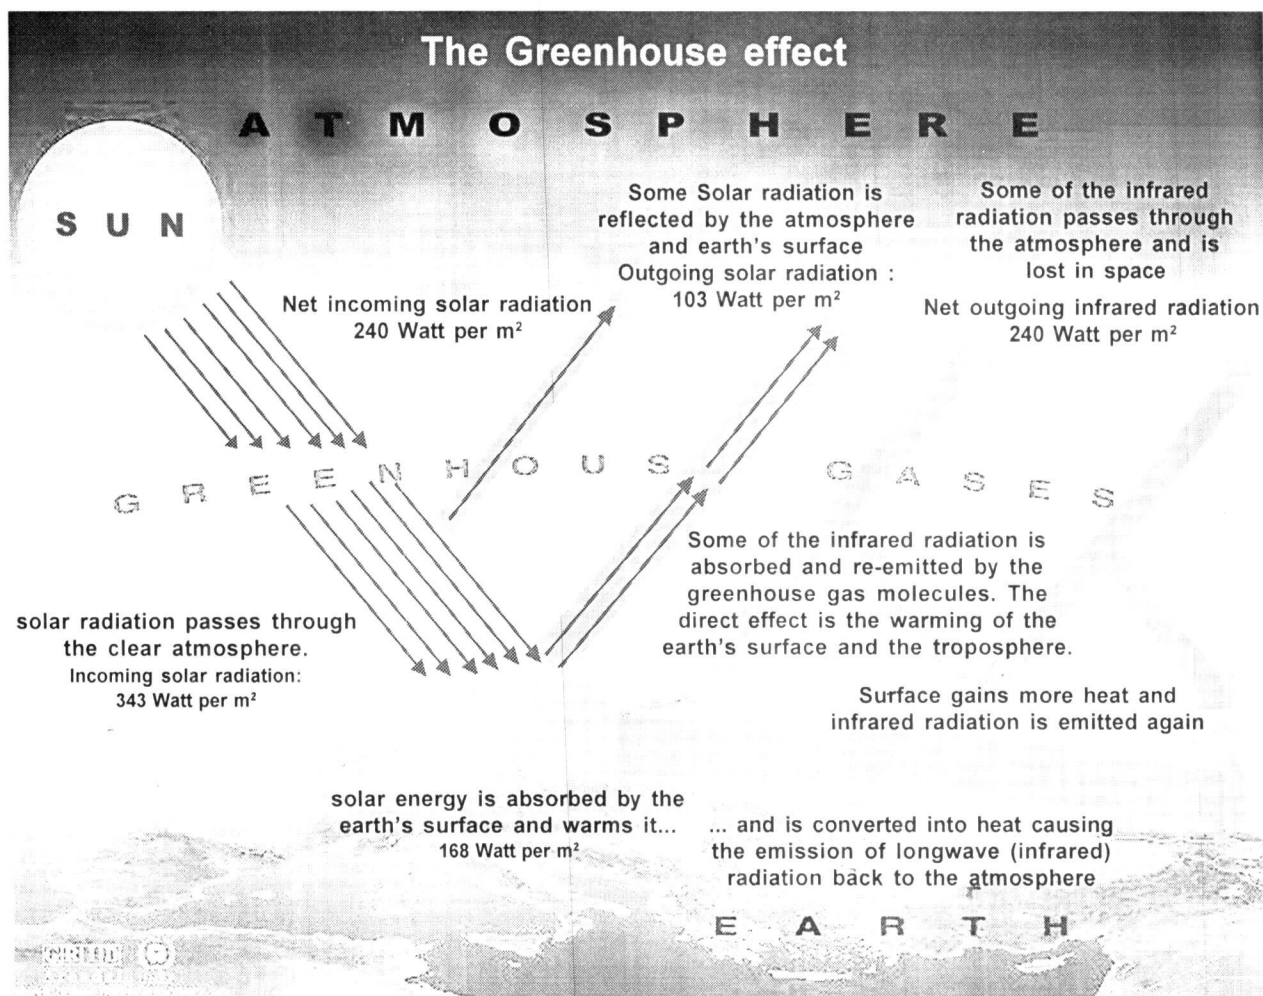 The Greenhouse effect
A T M O S P H E R E
S U N
Some Solar radiation is
reflected by the atmosphere
and earth's surface
Outgoing solar radiation :
103 Watt per m²
Some of the infrared
radiation passes through
the atmosphere and is
lost in space
Net outgoing infrared radiation
240 Watt per m²
Net incoming solar radiation
240 Watt per m²
G R E E N H O U S G A S E S
Some of the infrared radiation is
absorbed and re-emitted by the
greenhouse gas molecules. The
direct effect is the warming of the
earth's surface and the troposphere.
solar radiation passes through
the clear atmosphere.
Incoming solar radiation:
343 Watt per m²
Surface gains more heat and
infrared radiation is emitted again
solar energy is absorbed by the
earth's surface and warms it...
168 Watt per m²
... and is converted into heat causing
the emission of longwave (infrared)
radiation back to the atmosphere
E A R T H